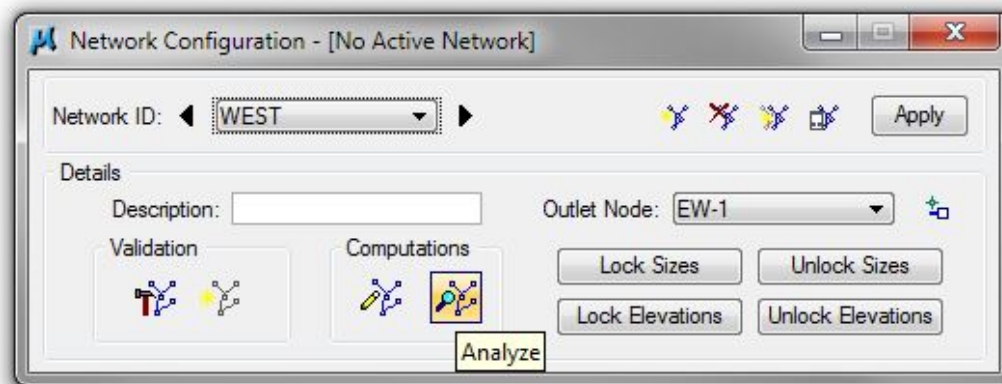 Network Configuration - [No Active Network]
Network ID: WEST Apply
Details
Description: Outlet Node: EW-1
Validation Computations
Lock Sizes Unlock Sizes
Lock Elevations Unlock Elevations
Analyze